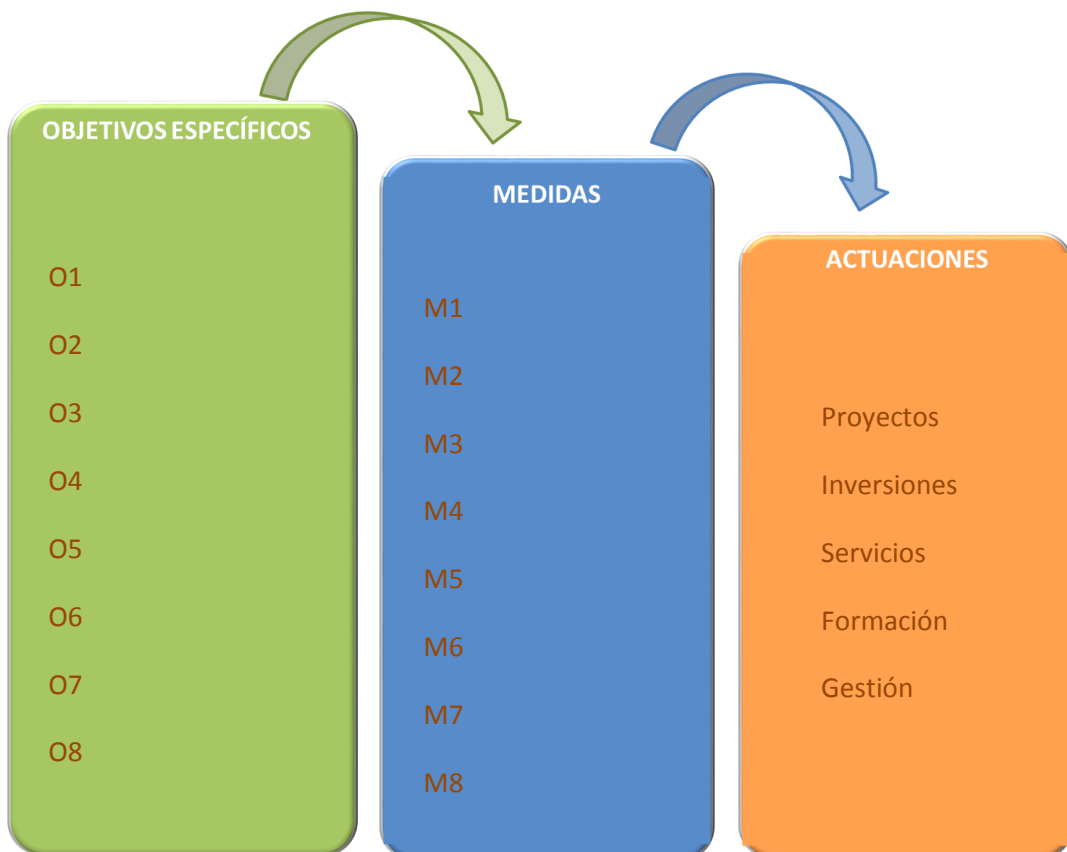 OBJETIVOS ESPECÍFICOS
O1
O2
O3
O4
O5
O6
O7
O8
MEDIDAS
M1
M2
M3
M4
M5
M6
M7
M8
ACTUACIONES
Proyectos
Inversiones
Servicios
Formación
Gestión